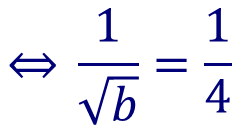 ⇔ 1/√b = 1/4